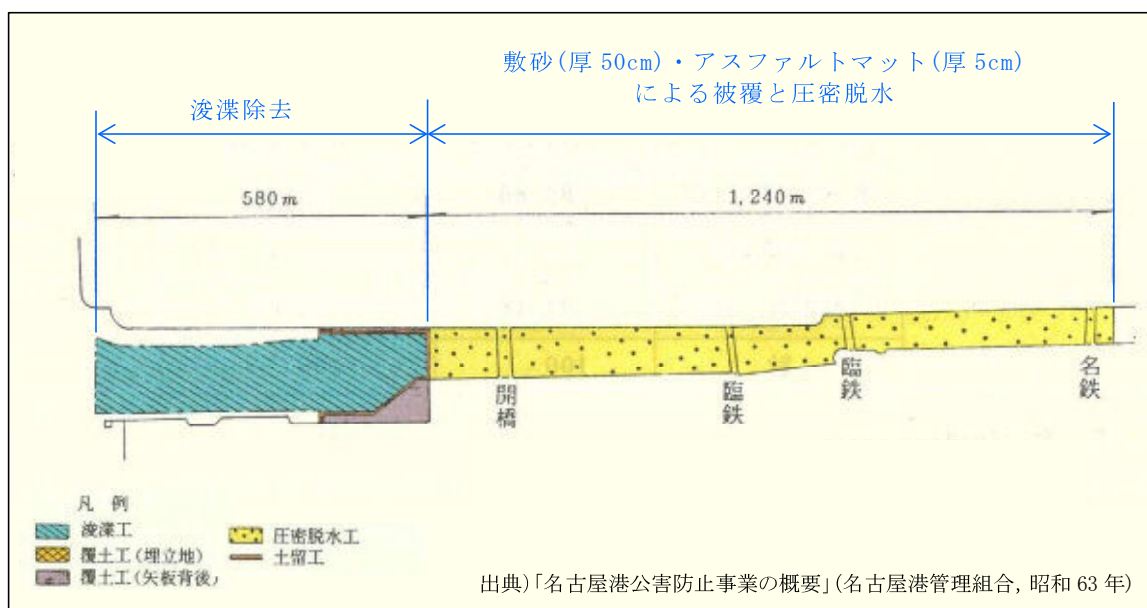 敷砂(厚 50cm)・アスファルトマット(厚 5cm)
による被覆と圧密脱水
浚渫除去
580m
1,240m
開橋
臨鉄
臨鉄
名鉄
凡 例
浚渫工
覆土工(埋立地)
覆土工(矢板背後)
圧密脱水工
土留工
出典)「名古屋港公害防止事業の概要」(名古屋港管理組合, 昭和 63 年)